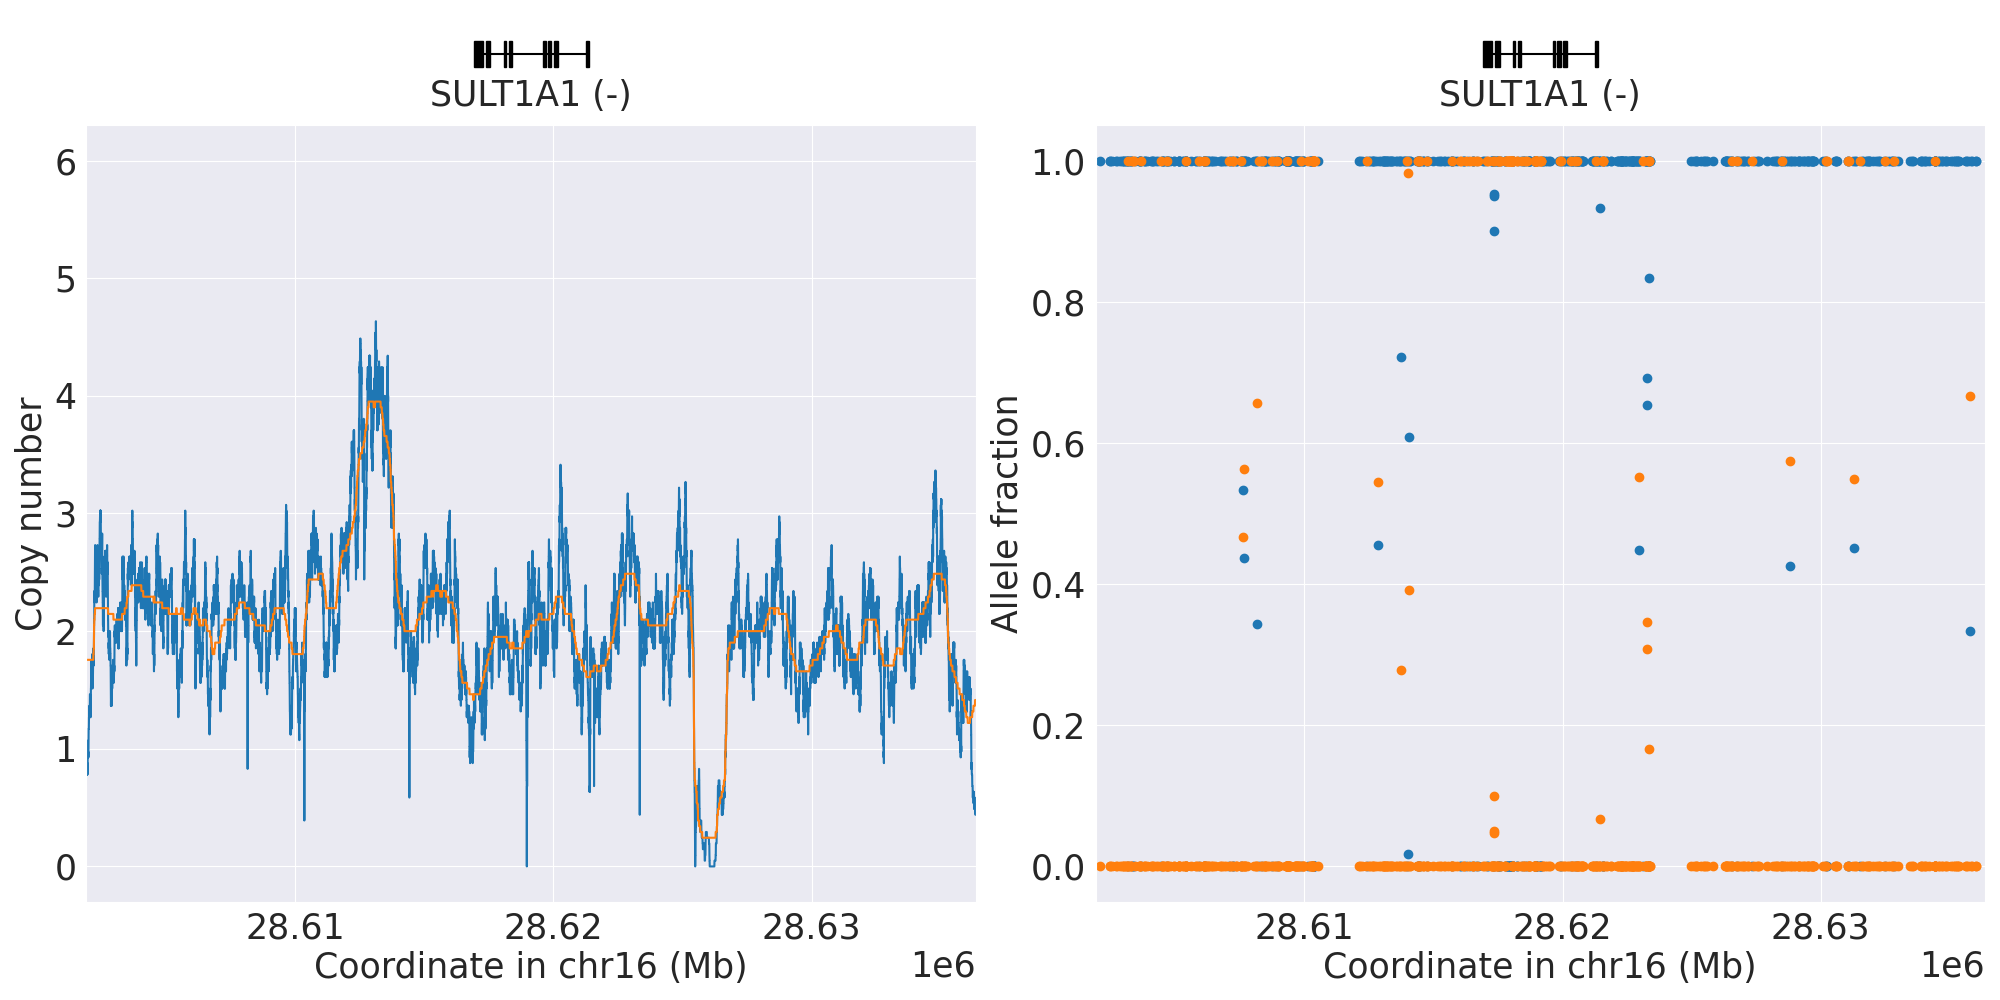 SULT1A1 (-)
6
5
4
3
2
1
0
Copy number
28.61
28.62
28.63
Coordinate in chr16 (Mb)
1e6
SULT1A1 (-)
1.0
0.8
0.6
0.4
0.2
0.0
Allele fraction
28.61
28.62
28.63
Coordinate in chr16 (Mb)
1e6